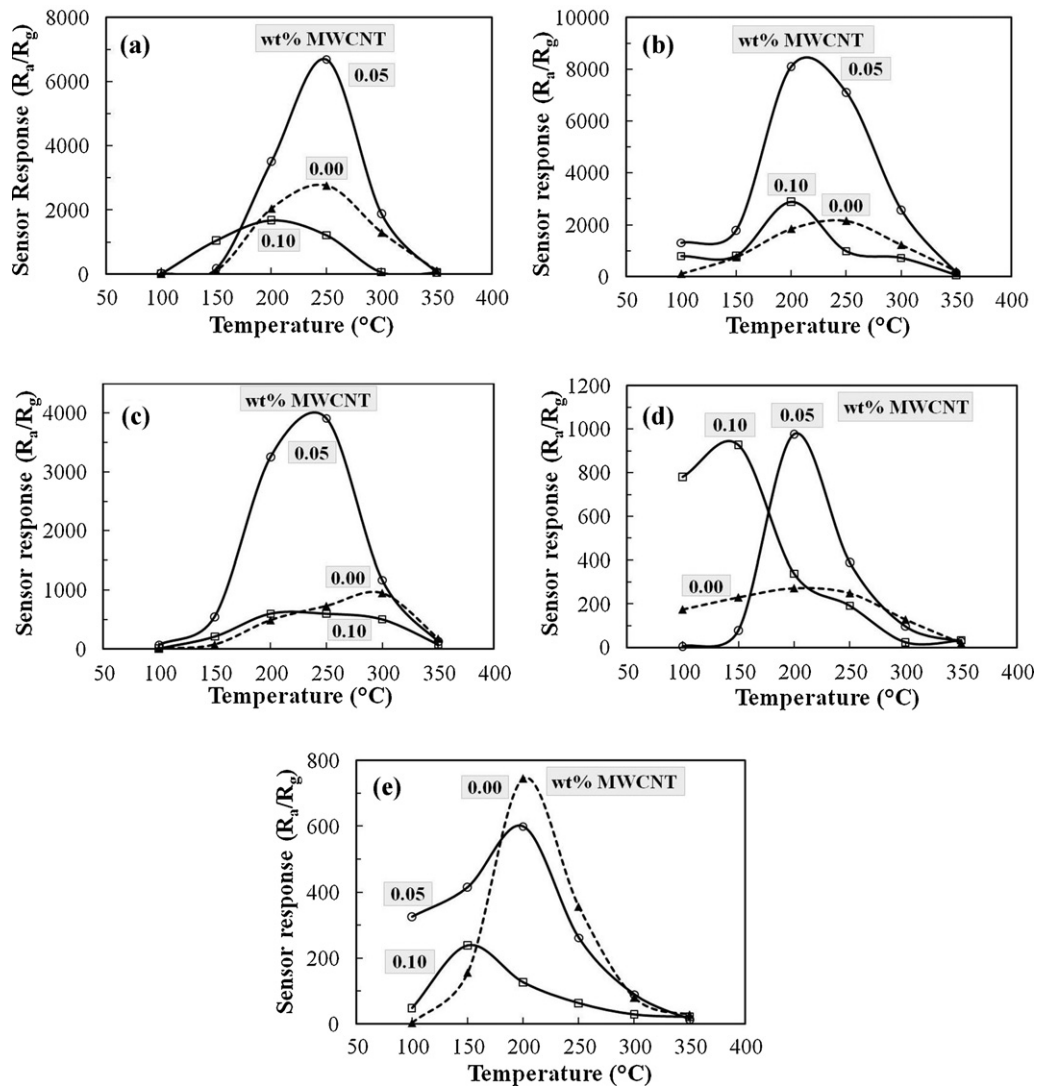 (a)
wt% MWCNT
0.05
0.00
0.10
Sensor Response (Ra/Rg)
8000
6000
4000
2000
0
50 100 150 200 250 300 350 400
Temperature (°C)
(b)
wt% MWCNT
0.05
0.10
0.00
Sensor response (Ra/Rg)
10000
8000
6000
4000
2000
0
50 100 150 200 250 300 350 400
Temperature (°C)
(c)
wt% MWCNT
0.05
0.00
0.10
Sensor response (Ra/Rg)
4000
3000
2000
1000
0
50 100 150 200 250 300 350 400
Temperature (°C)
(d)
0.10
0.05
wt% MWCNT
0.00
Sensor response (Ra/Rg)
1200
1000
800
600
400
200
0
50 100 150 200 250 300 350 400
Temperature (°C)
(e)
0.00
wt% MWCNT
0.05
0.10
Sensor response (Ra/Rg)
800
600
400
200
0
50 100 150 200 250 300 350 400
Temperature (°C)